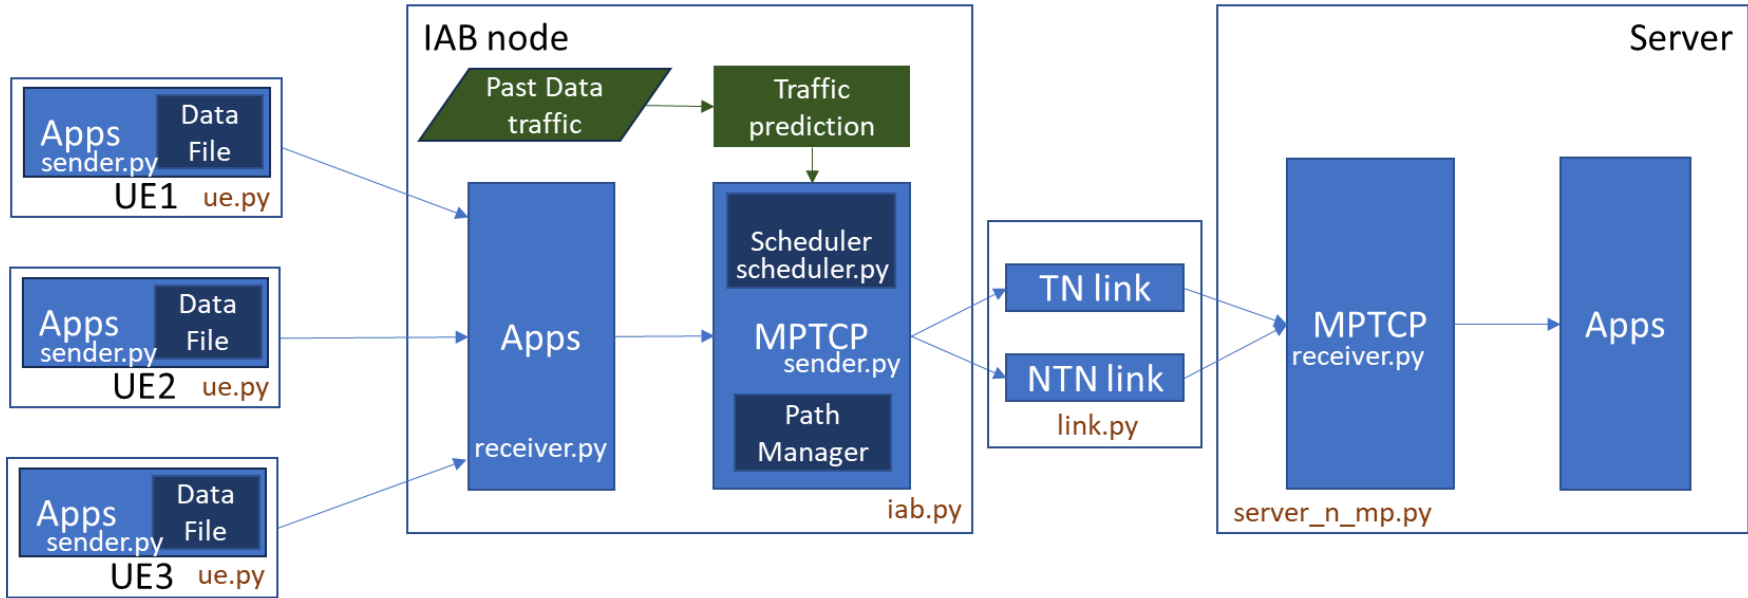 IAB node
Server
Past Data
traffic
Traffic
prediction
Apps
sender.py
Data
File
UE1 ue.py
Apps
sender.py
Data
File
UE2 ue.py
Apps
sender.py
Data
File
UE3 ue.py
Apps
receiver.py
Scheduler
scheduler.py
MPTCP
sender.py
Path
Manager
iab.py
TN link
NTN link
link.py
MPTCP
receiver.py
server_n_mp.py
Apps